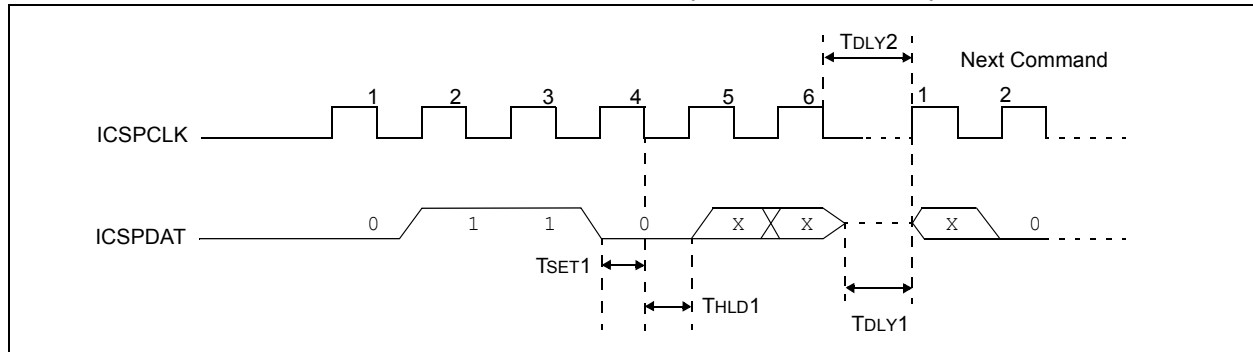 TDLY2
Next Command
1 2 3 4 5 6 1 2
ICSPCLK
0 1 1 0 X X X 0
ICSPDAT
TSET1
THLD1
TDLY1